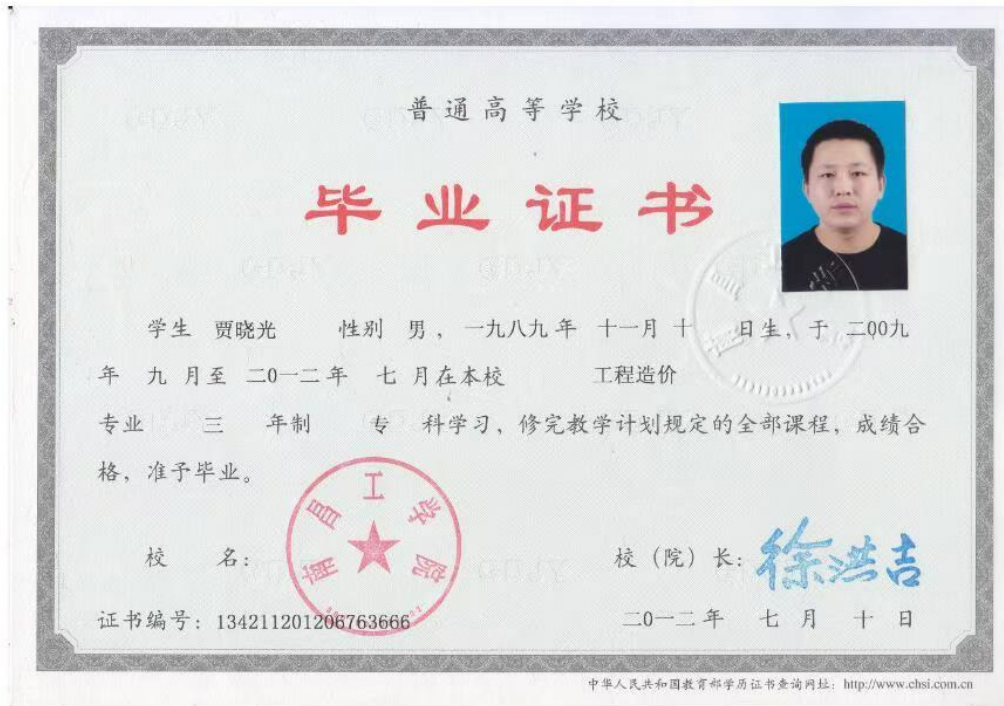 普通高等学校
毕业证书
学生 贾晓光 性别 男，一九八九年 十一月 十 日生，于 二00九
年 九 月至 二0一二年 七 月在本校 工程造价
专业 三 年制 专 科学习，修完教学计划规定的全部课程，成绩合
格，准予毕业。
南昌工学院
校 名： 校（院）长：徐洪吉
证书编号：134211201206763666 二0一二年 七 月 十 日
中华人民共和国教育部学历证书查询网址：http://www.chsi.com.cn